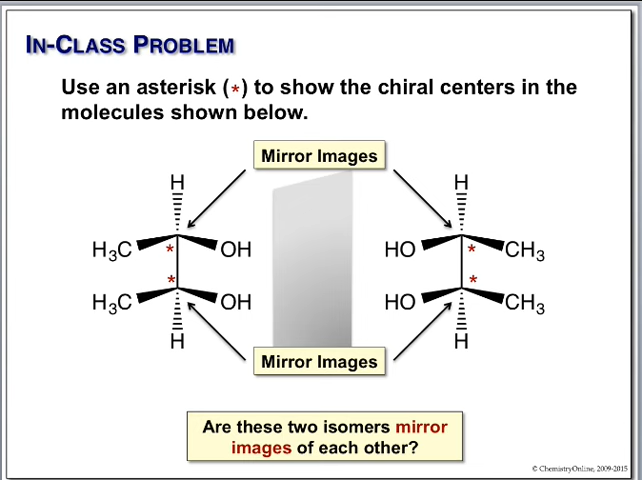 IN-CLASS PROBLEM
Use an asterisk (*) to show the chiral centers in the
molecules shown below.
Mirror Images
H H
H₃C * OH HO * CH₃
* *
H₃C OH HO CH₃
H H
Mirror Images
Are these two isomers mirror
images of each other?
© ChemistryOnline, 2009-2015